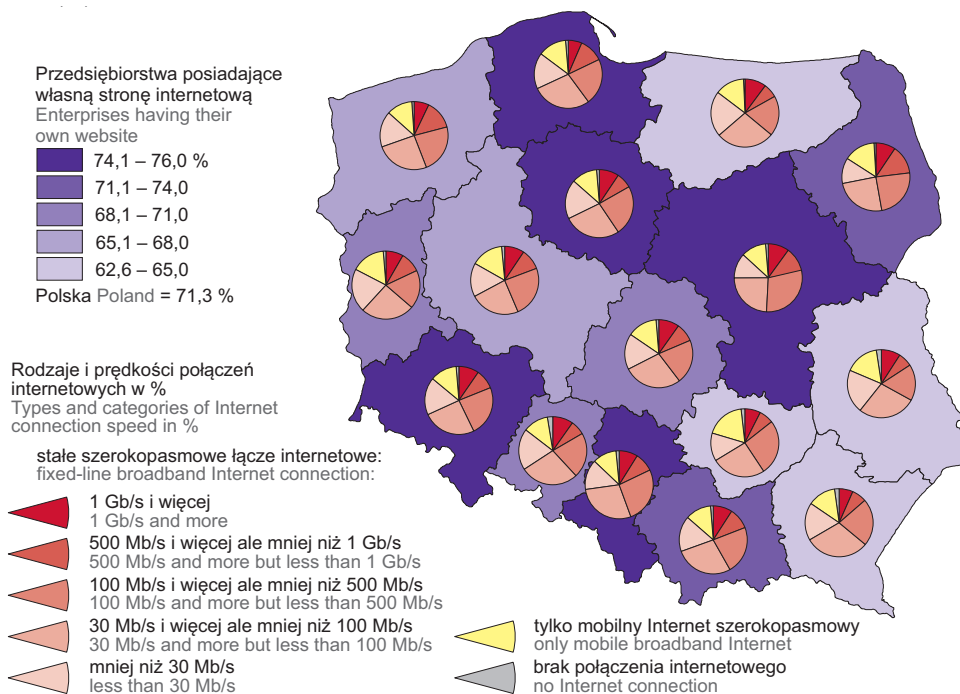 Przedsiębiorstwa posiadające
własną stronę internetową
Enterprises having their
own website
74,1 – 76,0 %
71,1 – 74,0
68,1 – 71,0
65,1 – 68,0
62,6 – 65,0
Polska Poland = 71,3 %
Rodzaje i prędkości połączeń
internetowych w %
Types and categories of Internet
connection speed in %
stałe szerokopasmowe łącze internetowe:
fixed-line broadband Internet connection:
1 Gb/s i więcej
1 Gb/s and more
500 Mb/s i więcej ale mniej niż 1 Gb/s
500 Mb/s and more but less than 1 Gb/s
100 Mb/s i więcej ale mniej niż 500 Mb/s
100 Mb/s and more but less than 500 Mb/s
30 Mb/s i więcej ale mniej niż 100 Mb/s
30 Mb/s and more but less than 100 Mb/s
mniej niż 30 Mb/s
less than 30 Mb/s
tylko mobilny Internet szerokopasmowy
only mobile broadband Internet
brak połączenia internetowego
no Internet connection